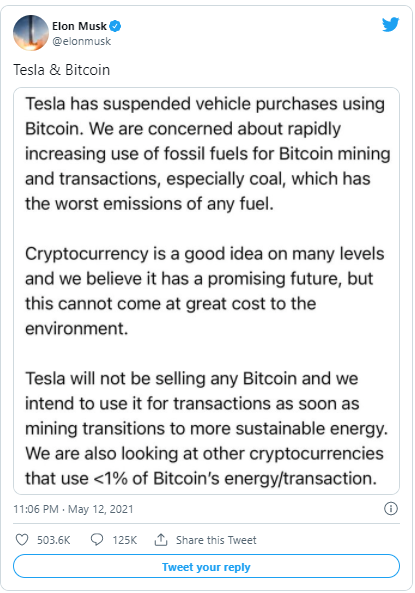 Elon Musk
@elonmusk
Tesla & Bitcoin
Tesla has suspended vehicle purchases using
Bitcoin. We are concerned about rapidly
increasing use of fossil fuels for Bitcoin mining
and transactions, especially coal, which has
the worst emissions of any fuel.
Cryptocurrency is a good idea on many levels
and we believe it has a promising future, but
this cannot come at great cost to the
environment.
Tesla will not be selling any Bitcoin and we
intend to use it for transactions as soon as
mining transitions to more sustainable energy.
We are also looking at other cryptocurrencies
that use <1% of Bitcoin's energy/transaction.
11:06 PM · May 12, 2021
503.6K 125K Share this Tweet
Tweet your reply